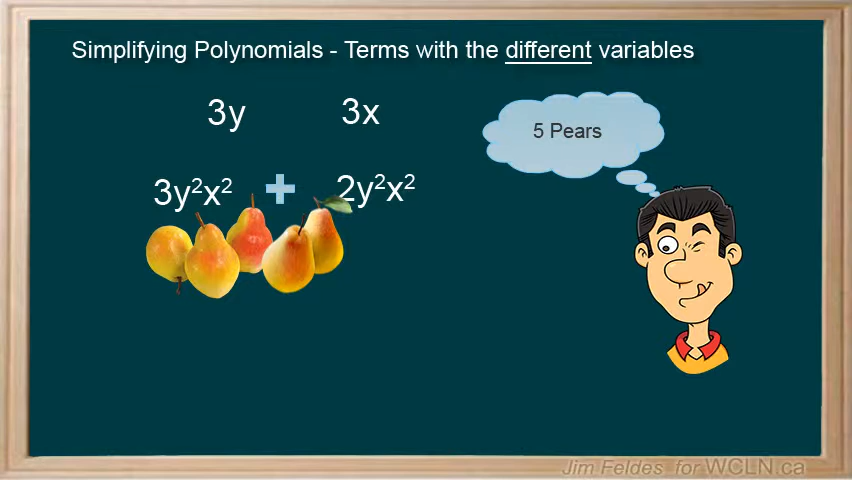 Simplifying Polynomials - Terms with the different variables
3y 3x
5 Pears
3y²x² + 2y²x²
Jim Feldes for WCLN.ca